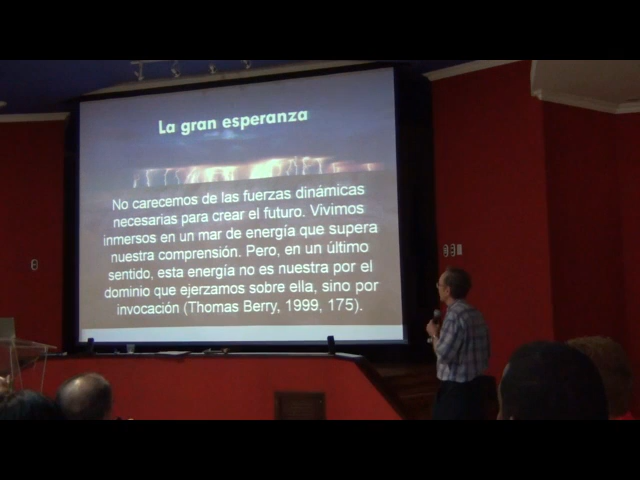 La gran esperanza
No carecemos de las fuerzas dinámicas
necesarias para crear el futuro. Vivimos
inmersos en un mar de energía que supera
nuestra comprensión. Pero, en un último
sentido, esta energía no es nuestra por el
dominio que ejerzamos sobre ella, sino por
invocación (Thomas Berry, 1999, 175).